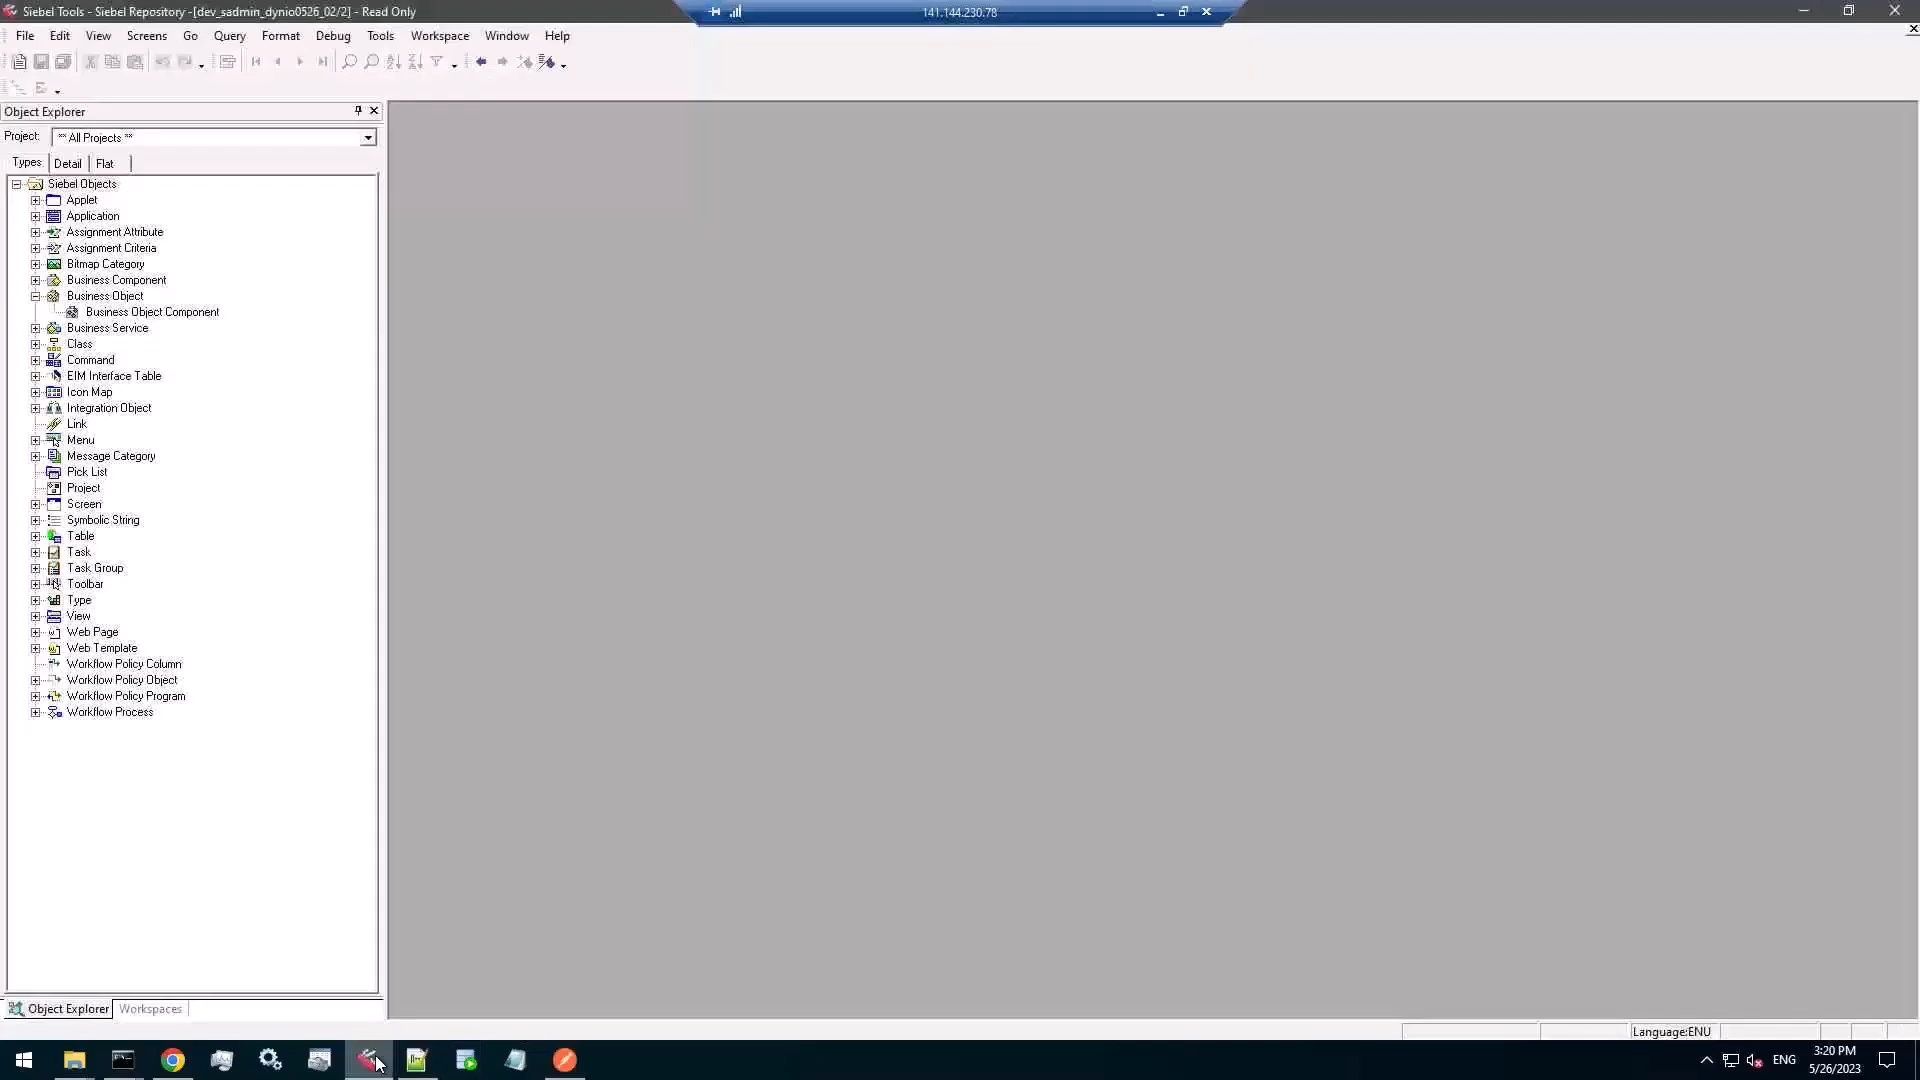 Siebel Tools - Siebel Repository -[dev_sadmin_dynio0526_02/2] - Read Only
141.144.230.78
File Edit View Screens Go Query Format Debug Tools Workspace Window Help
Object Explorer
Project: ** All Projects **
Types Detail Flat
Siebel Objects
Applet
Application
Assignment Attribute
Assignment Criteria
Bitmap Category
Business Component
Business Object
Business Object Component
Business Service
Class
Command
EIM Interface Table
Icon Map
Integration Object
Link
Menu
Message Category
Pick List
Project
Screen
Symbolic String
Table
Task
Task Group
Toolbar
Type
View
Web Page
Web Template
Workflow Policy Column
Workflow Policy Object
Workflow Policy Program
Workflow Process
Object Explorer Workspaces
Language:ENU
ENG
3:20 PM
5/26/2023